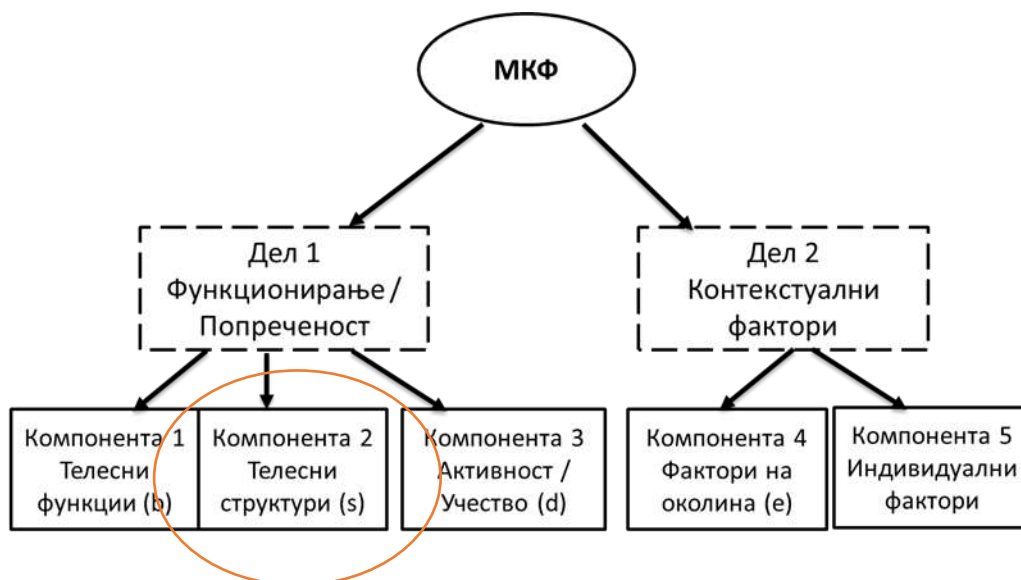 МКФ
Дел 1
Функционирање /
Попреченост
Дел 2
Контекстуални
фактори
Компонента 1
Телесни
функции (b)
Компонента 2
Телесни
структури (s)
Компонента 3
Активност /
Учество (d)
Компонента 4
Фактори на
околина (e)
Компонента 5
Индивидуални
фактори